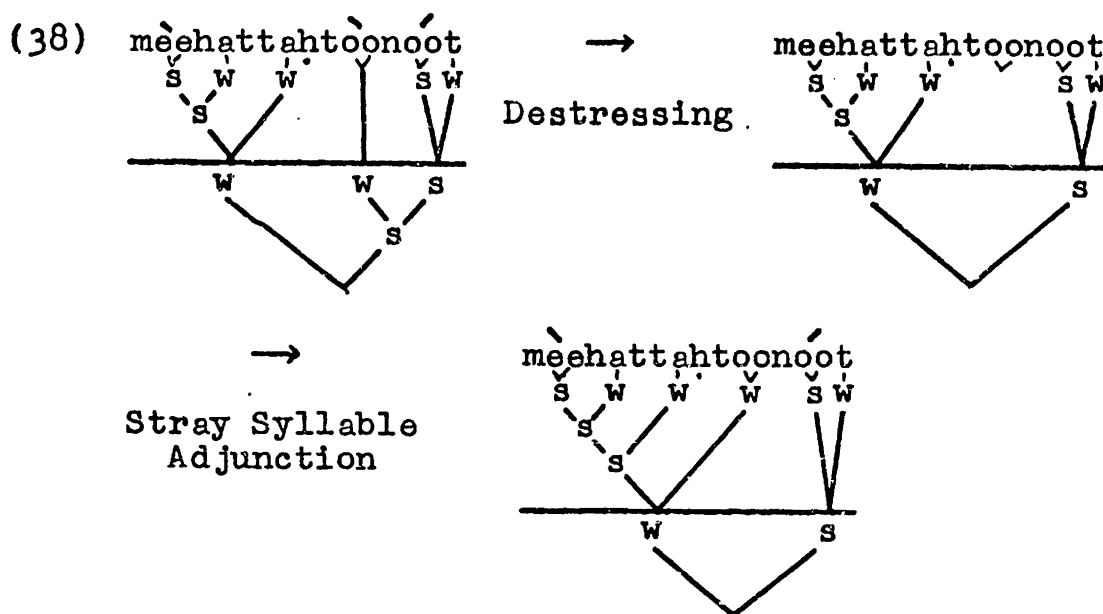 (38) meehattahtoonoot → meehattahtoonoot
S W W S W S W W S W
S Destressing S
W W S W S
S
→ meehattahtoonoot
S W W W S W
Stray Syllable S
Adjunction S
W S